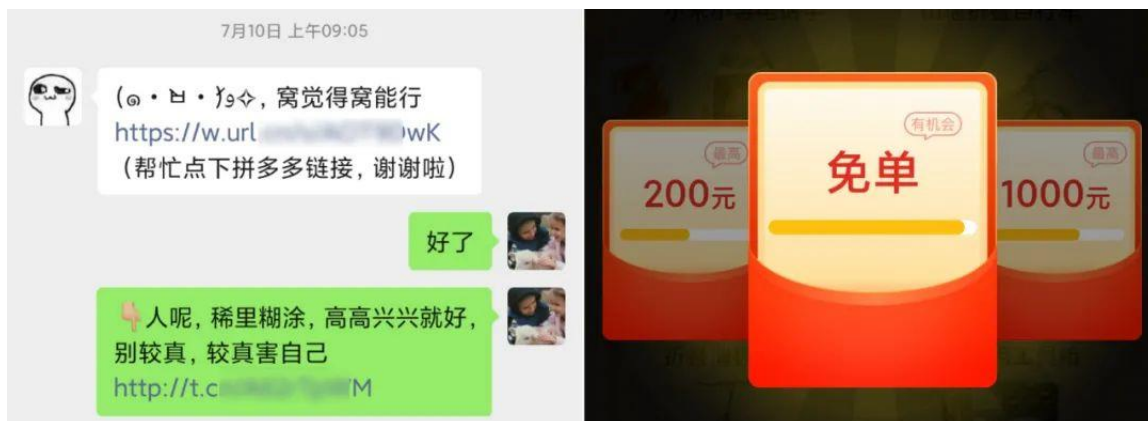 7月10日 上午09:05
窝觉得窝能行
https://w.url
wK
(帮忙点下拼多多链接，谢谢啦)
好了
👇🏼人呢，稀里糊涂，高高兴兴就好，
别较真，较真害自己
http://t.c
M
有机会
免单
最高
200元
最高
1000元